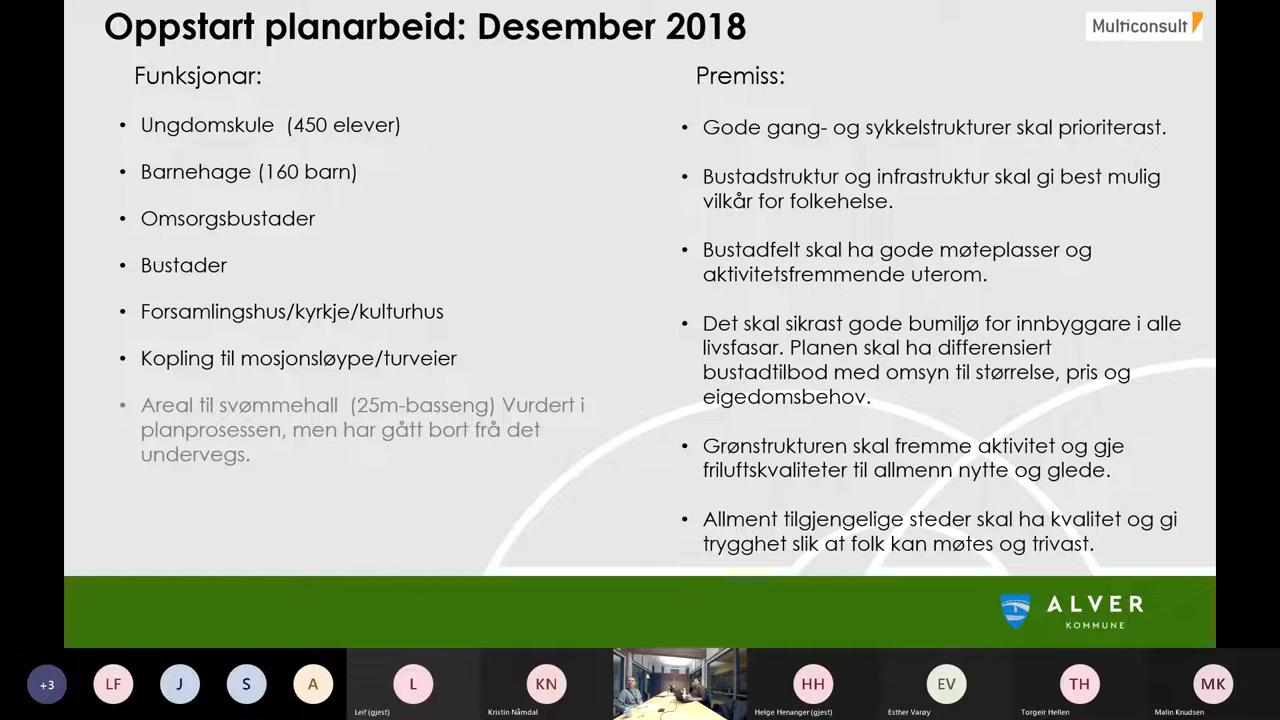 Oppstart planarbeid: Desember 2018
Multiconsult
Funksjonar:
• Ungdomskule (450 elever)
• Barnehage (160 barn)
• Omsorgsbustader
• Bustader
• Forsamlingshus/kyrkje/kulturhus
• Kopling til mosjonsløype/turveier
• Areal til svømmehall (25m-basseng) Vurdert i
planprosessen, men har gått bort frå det
undervegs.
Premiss:
• Gode gang- og sykkelstrukturer skal prioriterast.
• Bustadstruktur og infrastruktur skal gi best mulig
vilkår for folkehelse.
• Bustadfelt skal ha gode møteplasser og
aktivitetsfremmende uterom.
• Det skal sikrast gode bumiljø for innbyggare i alle
livsfasar. Planen skal ha differensiert
bustadtilbod med omsyn til størrelse, pris og
eigedomsbehov.
• Grønstrukturen skal fremme aktivitet og gje
friluftskvaliteter til allmenn nytte og glede.
• Allment tilgjengelige steder skal ha kvalitet og gi
trygghet slik at folk kan møtes og trivast.
ALVER
KOMMUNE
+3
LF
J
S
A
L
Leif (gjest)
KN
Kristin Nåmdal
HH
Helge Henanger (gjest)
EV
Esther Varøy
TH
Torgeir Hellen
MK
Malin Knudsen